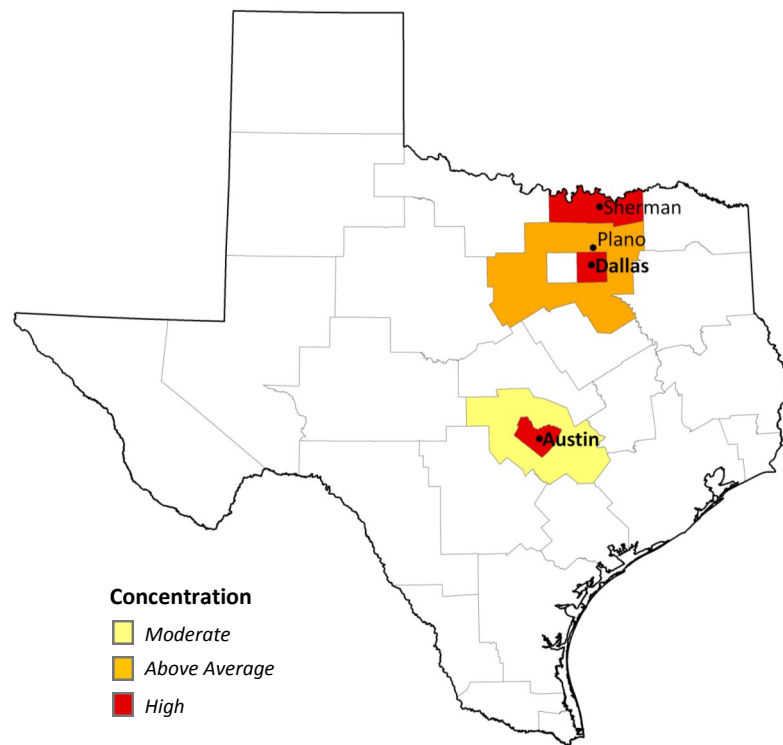 Sherman
Plano
Dallas
Austin
Concentration
Moderate
Above Average
High